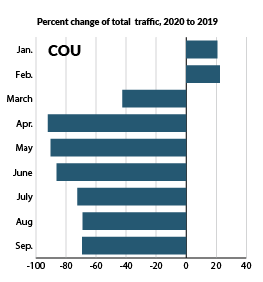 Percent change of total traffic, 2020 to 2019
COU
Jan.
Feb.
March
Apr.
May
June
July
Aug
Sep.
-100 -80 -60 -40 -20 0 20 40